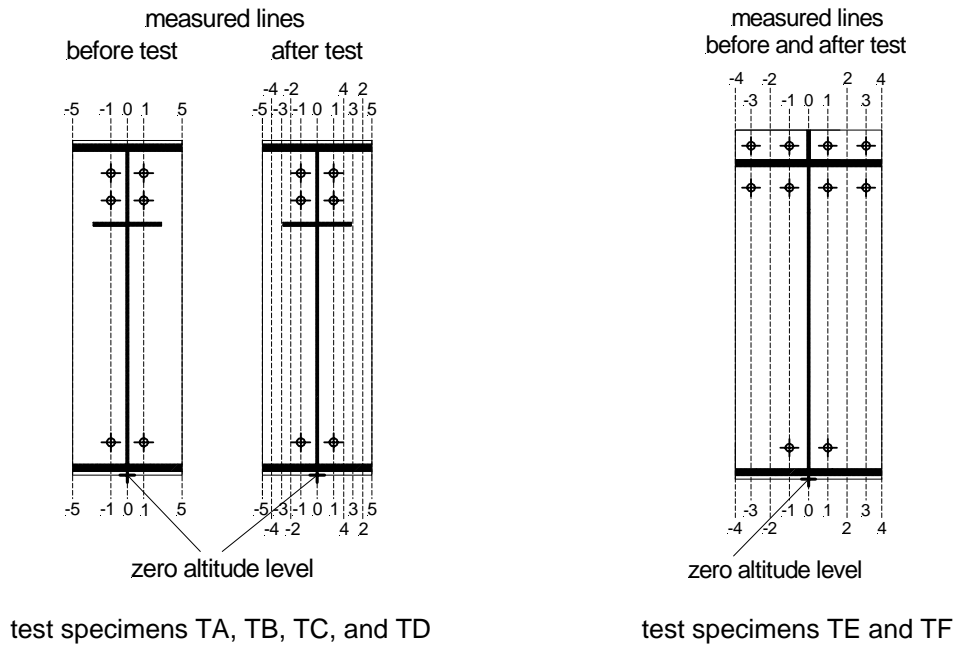 measured lines
before test
-5 -1 0 1 5
-5 -1 0 1 5
after test
-4 -2 4 2
-5 -3 -1 0 1 3 5
-5 -3 -1 0 1 3 5
-4 -2 4 2
zero altitude level
test specimens TA, TB, TC, and TD
measured lines
before and after test
-4 -2 2 4
-3 -1 0 1 3
-3 -1 0 1 3
-4 -2 2 4
zero altitude level
test specimens TE and TF